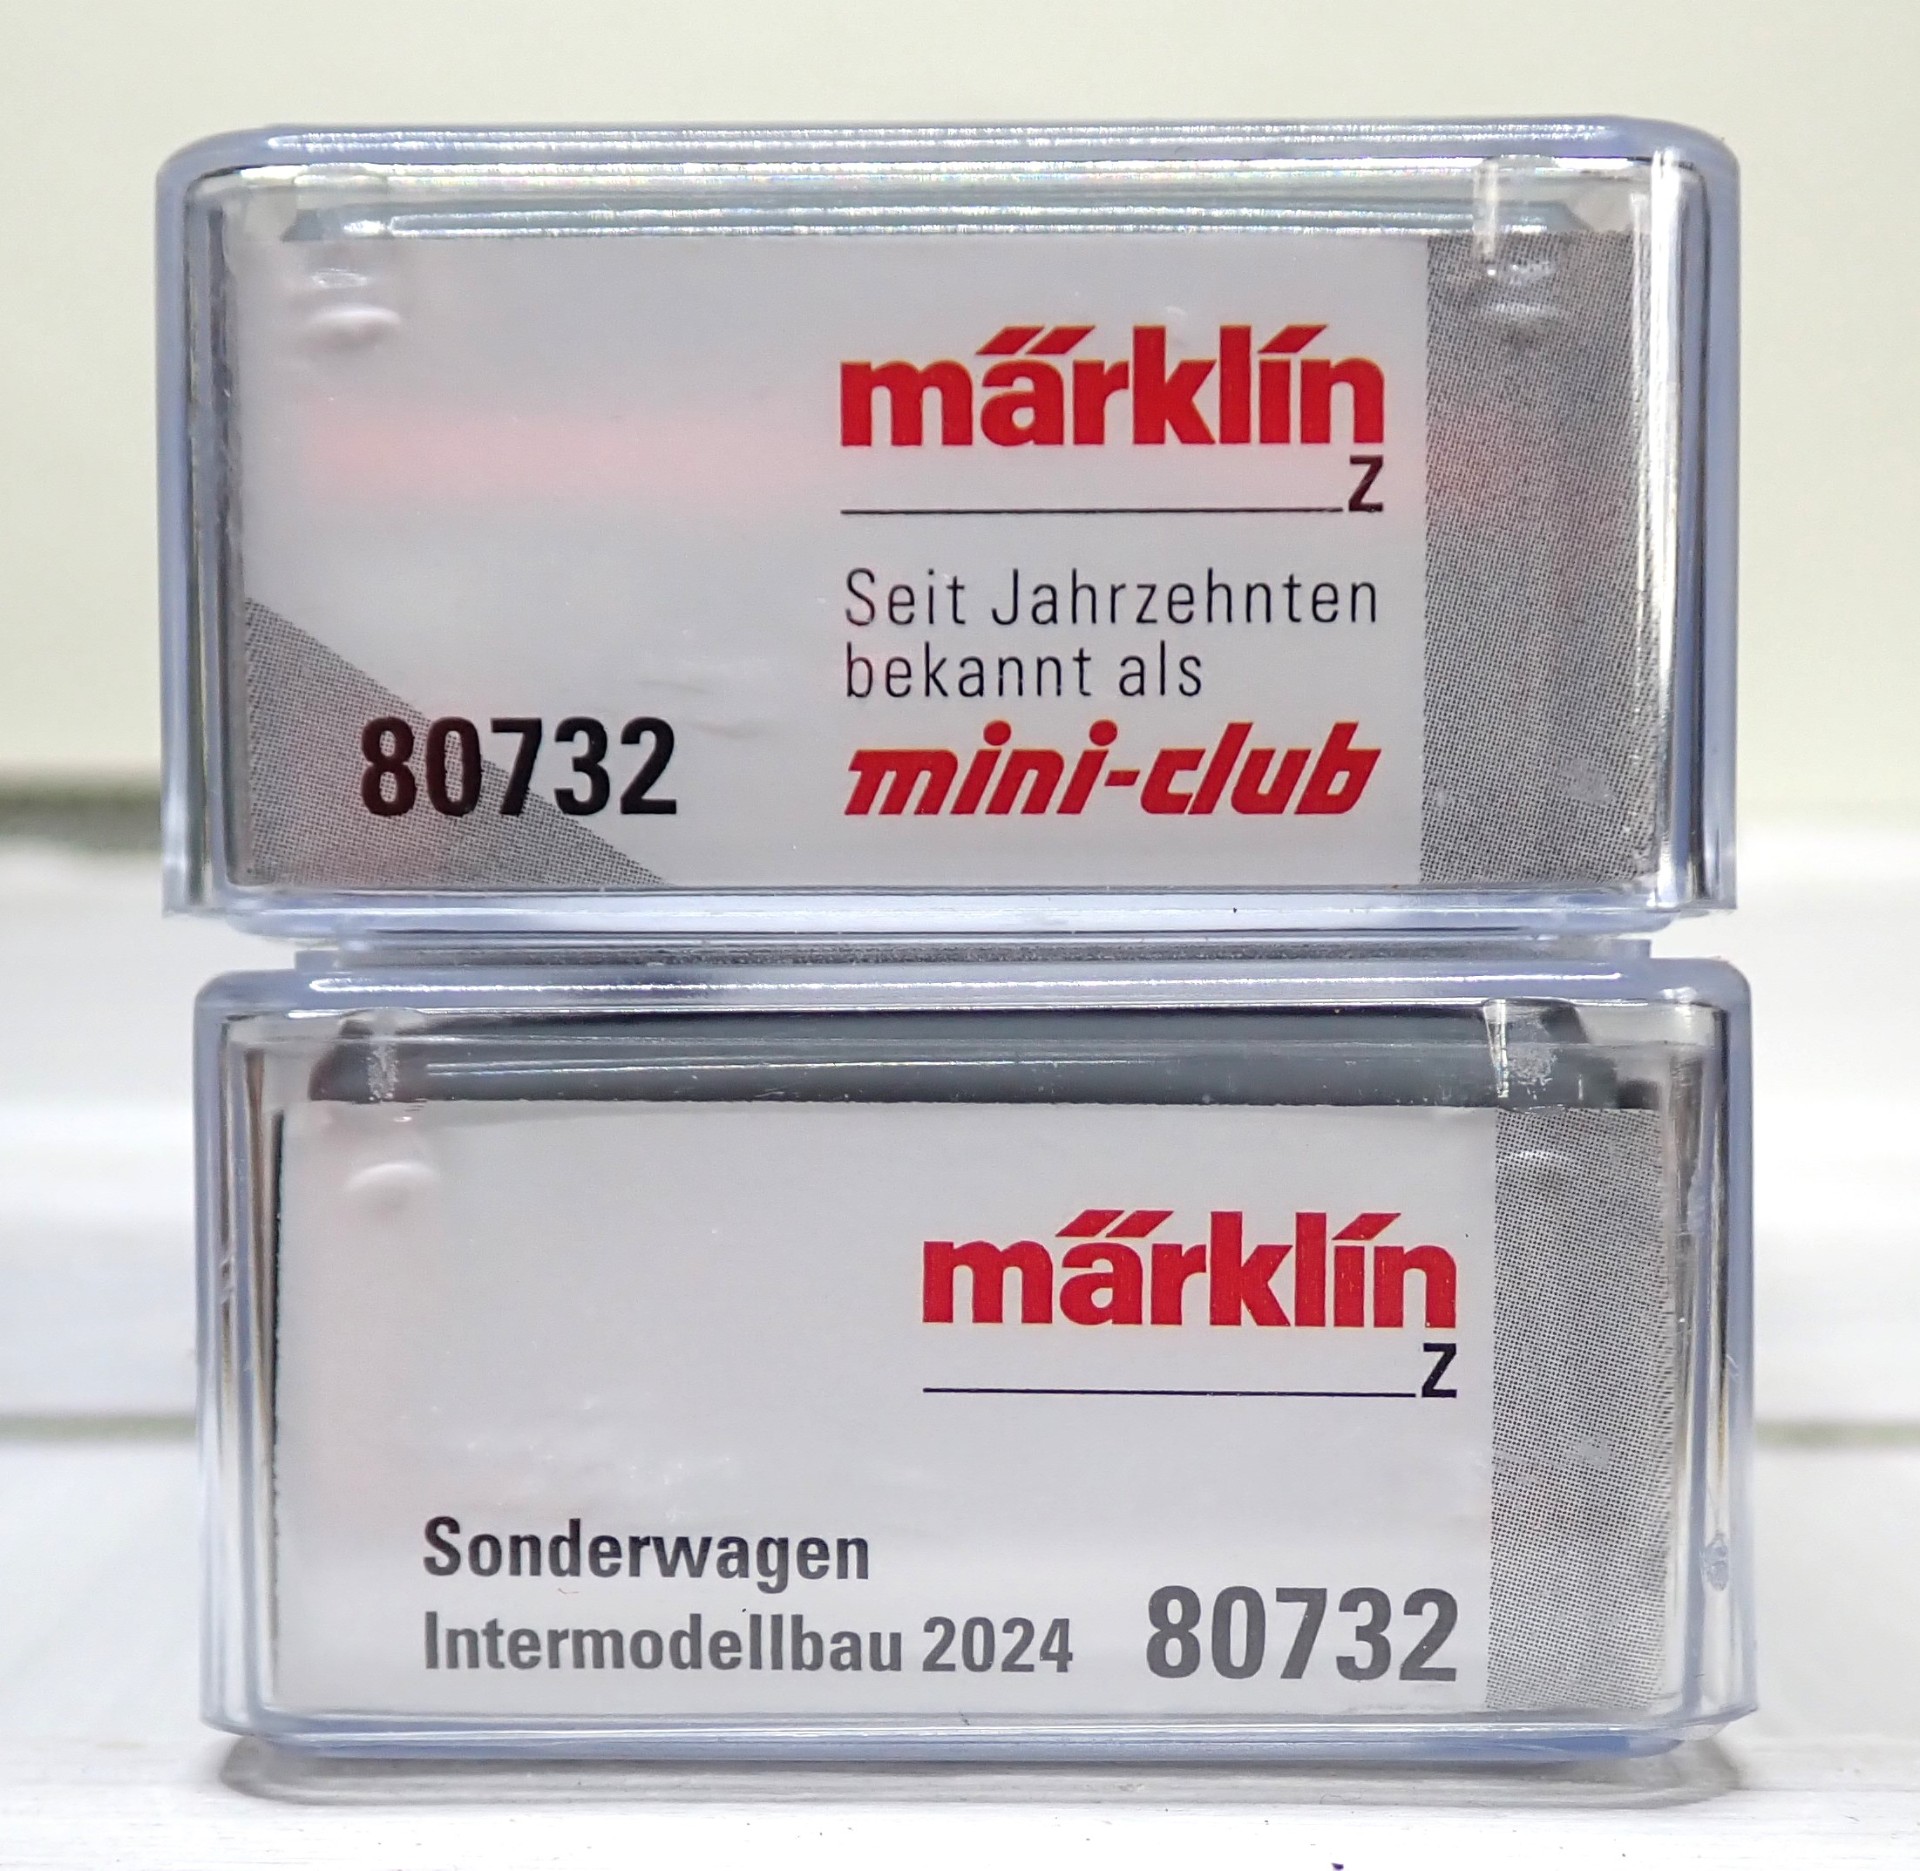 märklin
Z
Seit Jahrzehnten
bekannt als
80732 mini-club
märklin
Z
Sonderwagen
Intermodellbau 2024 80732